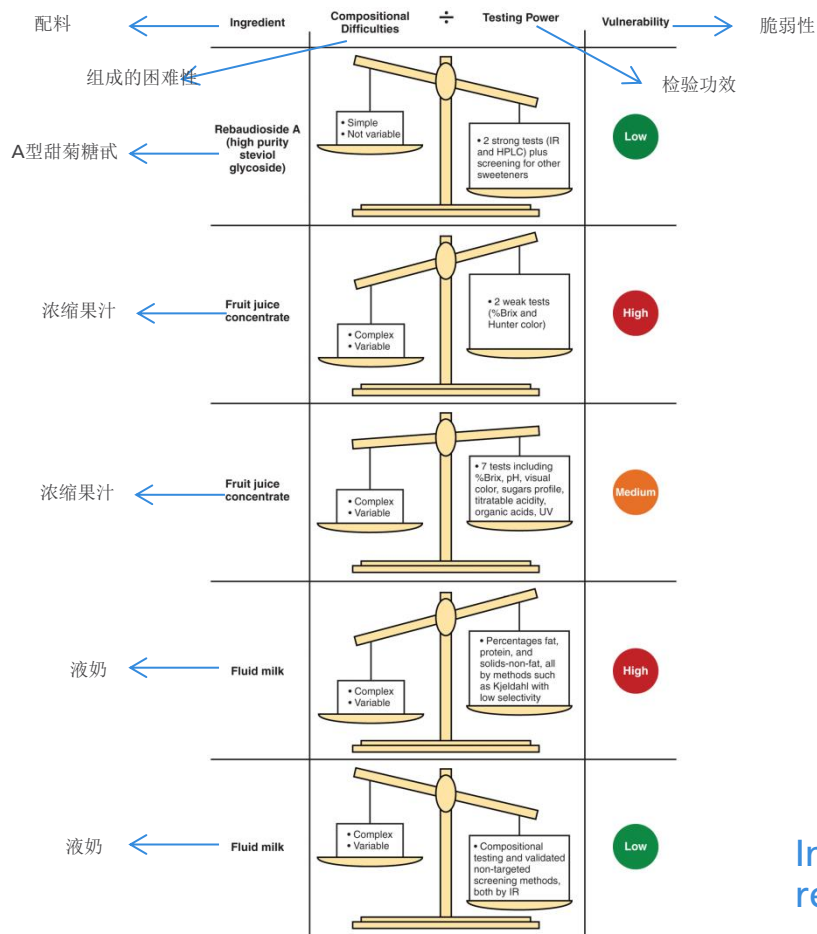 配料
Ingredient
Compositional
Difficulties
÷
Testing Power
Vulnerability
脆弱性
组成的困难性
检验功效
A型甜菊糖甙
Rebaudioside A
(high purity
steviol
glycoside)
• Simple
• Not variable
• 2 strong tests (IR
and HPLC) plus
screening for other
sweeteners
Low
浓缩果汁
Fruit juice
concentrate
• Complex
• Variable
• 2 weak tests
(%Brix and
Hunter color)
High
浓缩果汁
Fruit juice
concentrate
• Complex
• Variable
• 7 tests including
%Brix, pH, visual
color, sugars profile,
titratable acidity,
organic acids, UV
Medium
液奶
Fluid milk
• Complex
• Variable
• Percentages fat,
protein, and
solids-non-fat, all
by methods such
as Kjeldahl with
low selectivity
High
液奶
Fluid milk
• Complex
• Variable
• Compositional
testing and validated
non-targeted
screening methods,
both by IR
Low